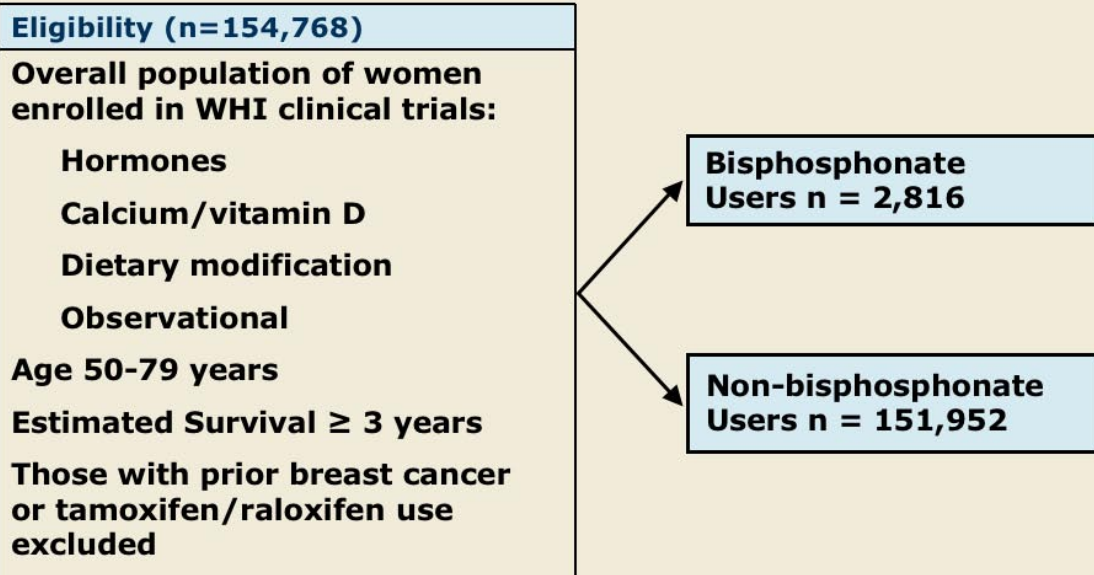 Eligibility (n=154,768)
Overall population of women
enrolled in WHI clinical trials:
Hormones
Calcium/vitamin D
Dietary modification
Observational
Age 50-79 years
Estimated Survival ≥ 3 years
Those with prior breast cancer
or tamoxifen/raloxifen use
excluded
Bisphosphonate
Users n = 2,816
Non-bisphosphonate
Users n = 151,952